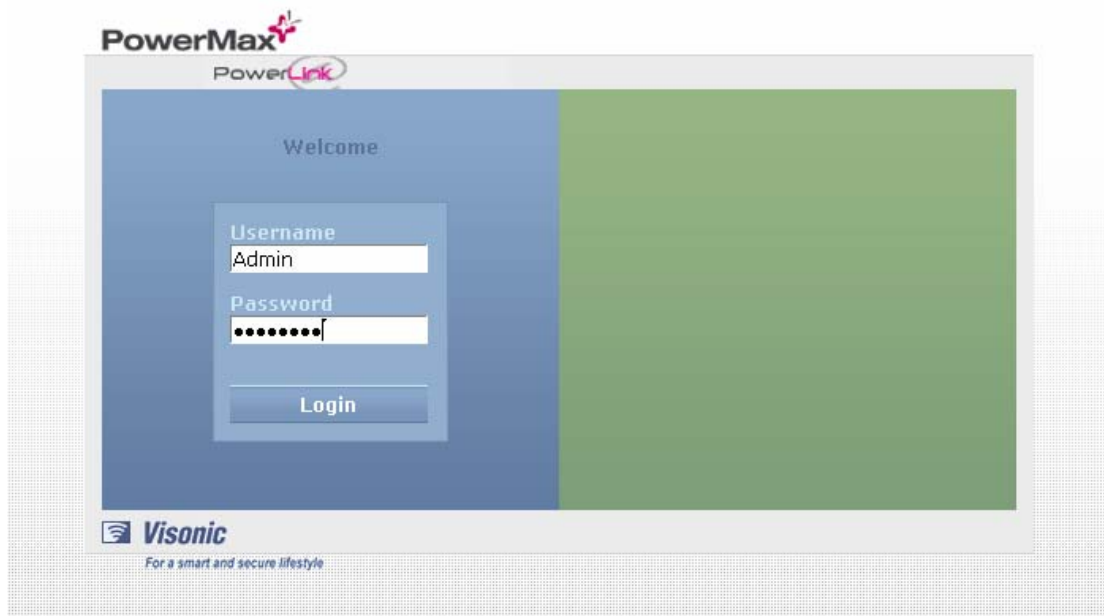 PowerMax
PowerLink
Welcome
Username
Admin
Password
••••••••
Login
Visonic
For a smart and secure lifestyle